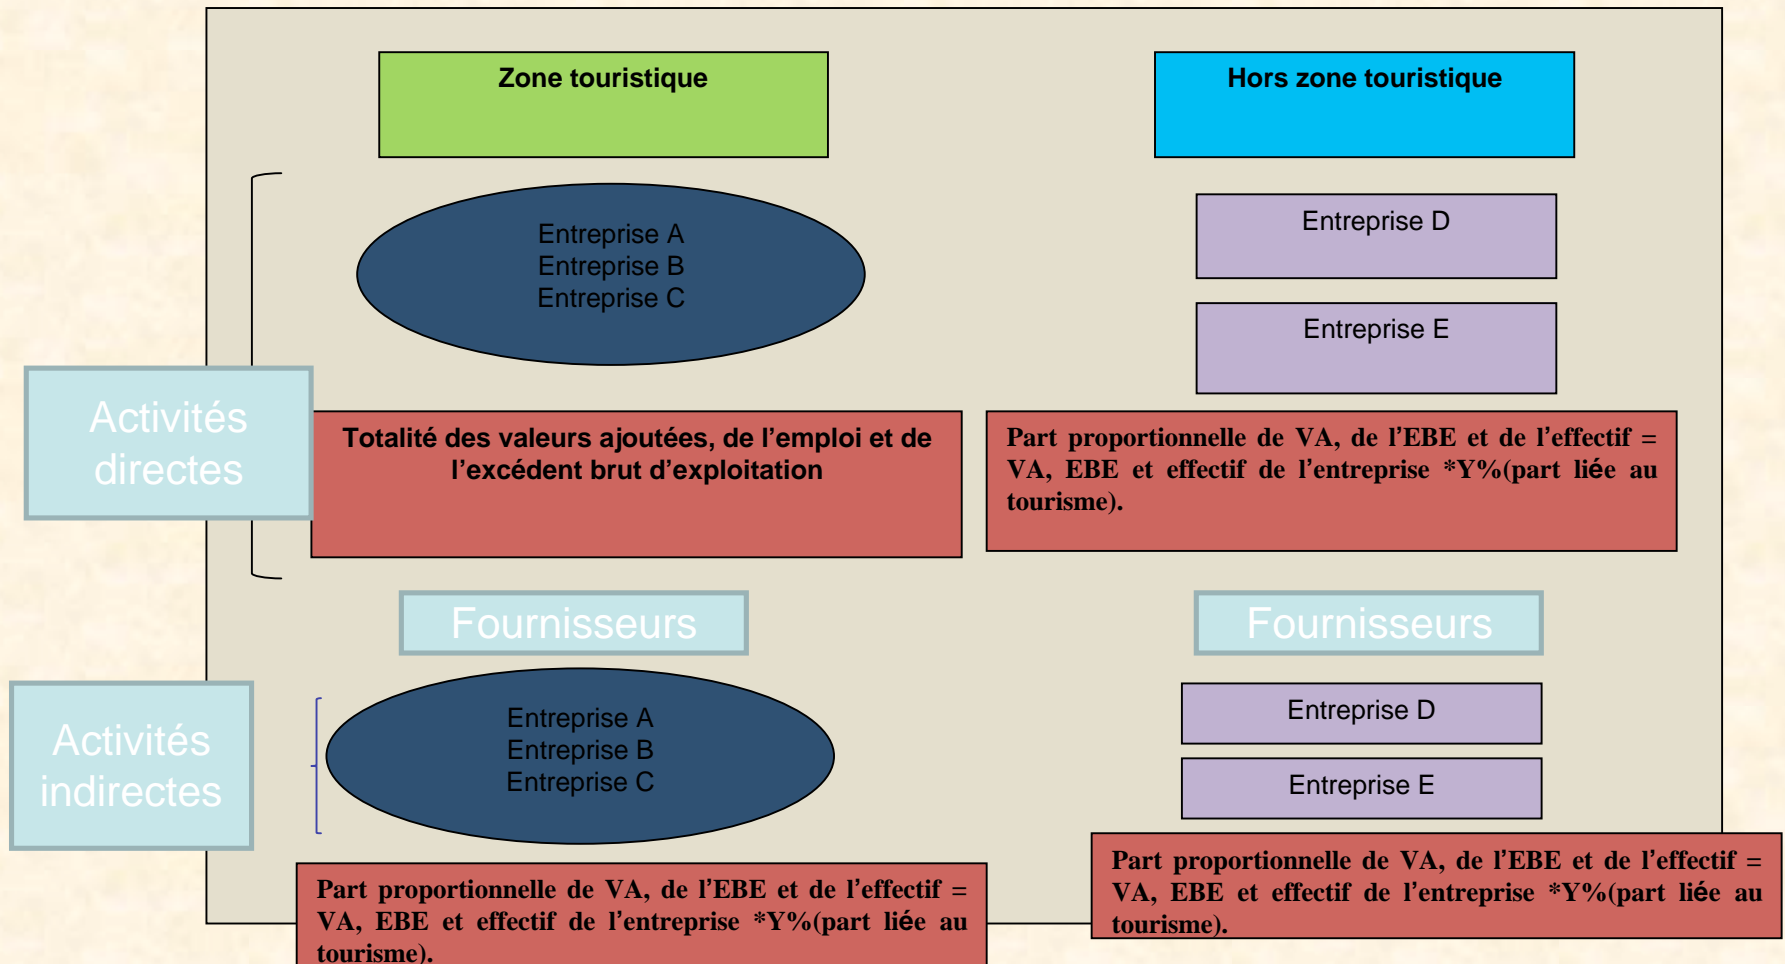 Zone touristique
Hors zone touristique
Entreprise A
Entreprise B
Entreprise C
Entreprise D
Entreprise E
Activités
directes
Totalité des valeurs ajoutées, de l’emploi et de
l’excédent brut d’exploitation
Part proportionnelle de VA, de l’EBE et de l’effectif =
VA, EBE et effectif de l’entreprise *Y%(part liée au
tourisme).
Fournisseurs
Fournisseurs
Activités
indirectes
Entreprise A
Entreprise B
Entreprise C
Entreprise D
Entreprise E
Part proportionnelle de VA, de l’EBE et de l’effectif =
VA, EBE et effectif de l’entreprise *Y%(part liée au
tourisme).
Part proportionnelle de VA, de l’EBE et de l’effectif =
VA, EBE et effectif de l’entreprise *Y%(part liée au
tourisme).